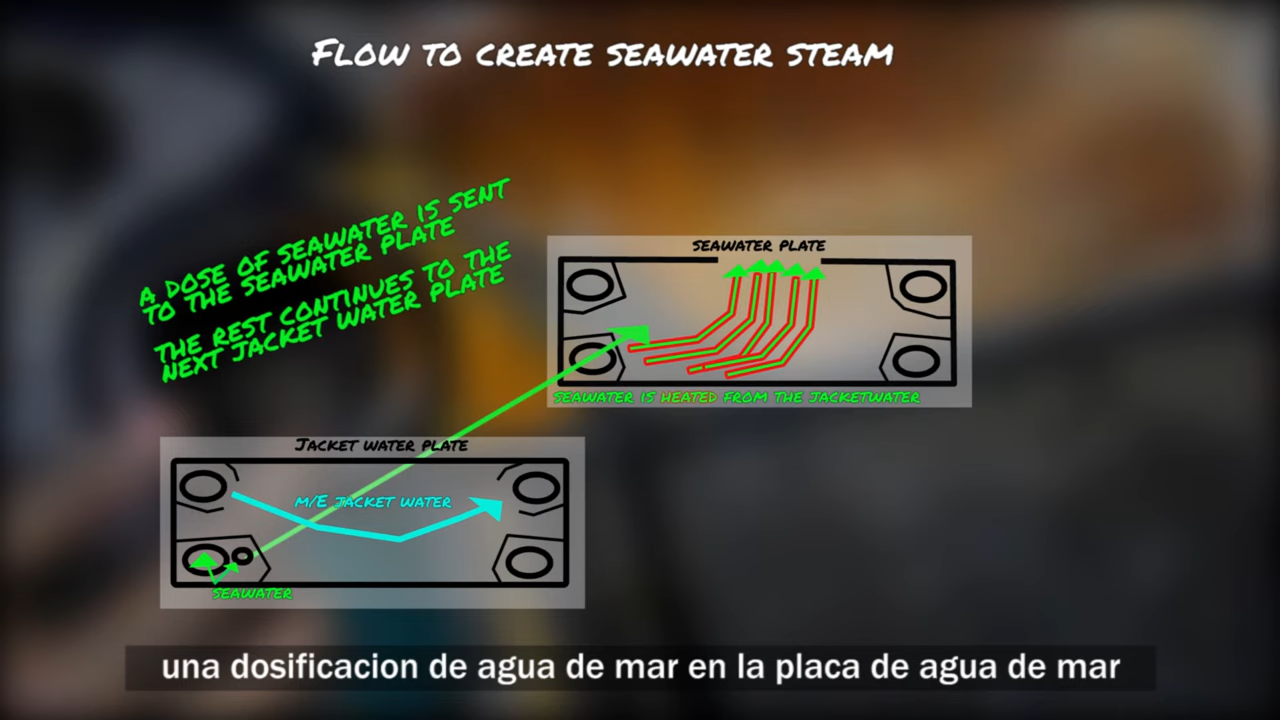 Flow to create seawater steam
A dose of seawater is sent
to the seawater plate
The rest continues to the
next jacket water plate
seawater plate
seawater is heated from the jacketwater
Jacket water plate
M/E jacket water
seawater
una dosificacion de agua de mar en la placa de agua de mar